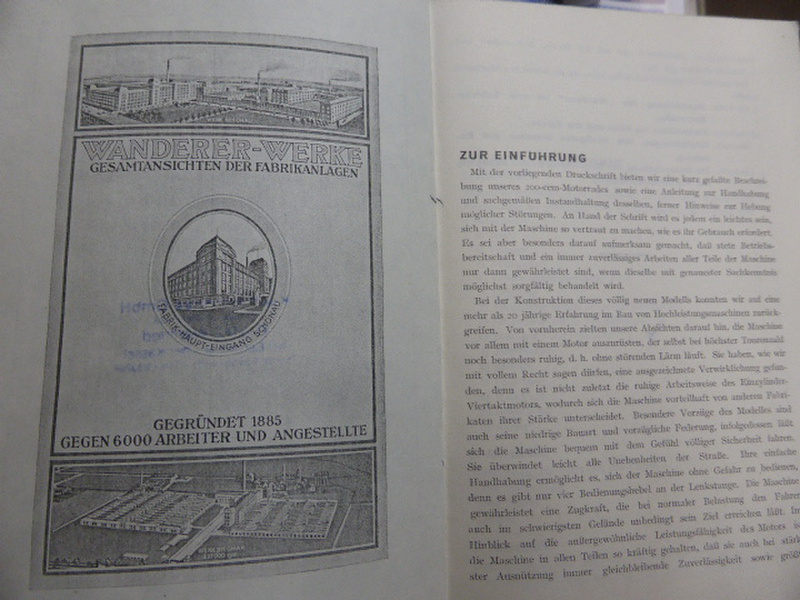 WANDERER-WERKE
GESAMTANSICHTEN DER FABRIKANLAGEN
FABRIK-HAUPT-EINGANG SCHÖNAU
GEGRÜNDET 1885
GEGEN 6000 ARBEITER UND ANGESTELLTE
ZUR EINFÜHRUNG
Mit der vorliegenden Druckschrift bieten wir eine kurz gefaßte Beschrei-
bung unseres 200-ccm-Motorrades sowie eine Anleitung zur Handhabung
und sachgemäßen Instandhaltung desselben, ferner Hinweise zur Hebung
möglicher Störungen. An Hand der Schrift wird es jedem ein leichtes sein,
sich mit der Maschine so vertraut zu machen, wie es ihr Gebrauch erfordert.
Es sei aber besonders darauf aufmerksam gemacht, daß stete Betriebs-
bereitschaft und ein immer zuverlässiges Arbeiten aller Teile der Maschine
nur dann gewährleistet sind, wenn dieselbe mit genauester Sachkenntnis
möglichst sorgfältig behandelt wird.
Bei der Konstruktion dieses völlig neuen Modells konnten wir auf eine
mehr als 20 jährige Erfahrung im Bau von Hochleistungsmaschinen zurück-
greifen. Von vornherein zielten unsere Absichten darauf hin, die Maschine
vor allem mit einem Motor auszurüsten, der selbst bei höchster Tourenzahl
noch besonders ruhig, d. h. ohne störenden Lärm läuft. Sie haben, wie wir
mit vollem Recht sagen dürfen, eine ausgezeichnete Verwirklichung gefun-
den, denn es ist nicht zuletzt die ruhige Arbeitsweise des Einzylinder-
Viertaktmotors, wodurch sich die Maschine vorteilhaft von anderen Fabri-
katen ihrer Stärke unterscheidet. Besondere Vorzüge des Modells sind
auch seine niedrige Bauart und vorzügliche Federung, infolgedessen läßt
sich die Maschine bequem mit dem Gefühl völliger Sicherheit fahren.
Sie überwindet leicht alle Unebenheiten der Straße. Ihre einfache
Handhabung ermöglicht es, sich der Maschine ohne Gefahr zu bedienen,
denn es gibt nur vier Bedienungshebel an der Lenkstange. Die Maschine
gewährleistet eine Zugkraft, die bei normaler Belastung den Fahrer
auch im schwierigsten Gelände unbedingt sein Ziel erreichen läßt. Im
Hinblick auf die außergewöhnliche Leistungsfähigkeit des Motors is
die Maschine in allen Teilen so kräftig gehalten, daß sie auch bei stärk
ster Ausnützung immer gleichbleibende Zuverlässigkeit sowie größt